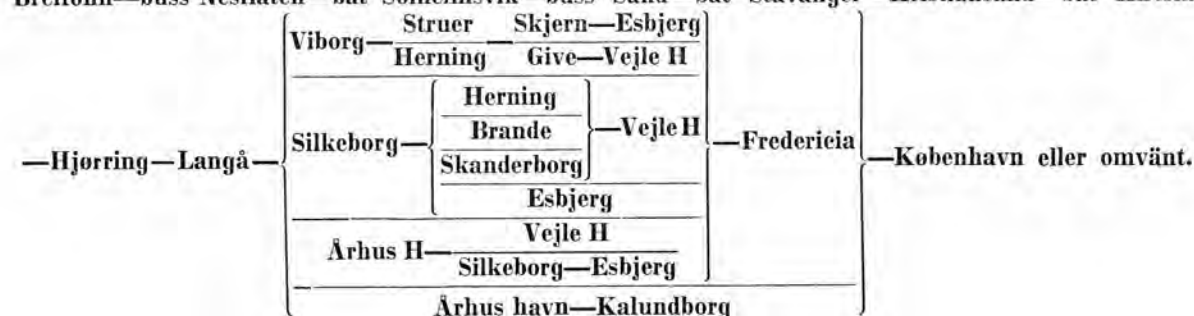 Viborg—Struer—Skjern—Esbjerg
Herning Give—Vejle H
Herning
Silkeborg—Brande—Vejle H
—Hjørring—Langå— —Fredericia —København eller omvänt.
Skanderborg
Esbjerg
Århus H—Vejle H
Silkeborg—Esbjerg
Århus havn—Kalundborg